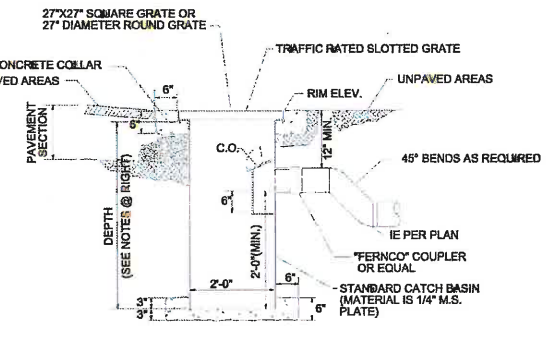 27"X27" SQUARE GRATE OR
27" DIAMETER ROUND GRATE
TRAFFIC RATED SLOTTED GRATE
ONCRETE COLLAR
VED AREAS
6"
RIM ELEV.
UNPAVED AREAS
PAVEMENT
SECTION
6"
C.O.
12" MIN.
45° BENDS AS REQUIRED
DEPTH
(SEE NOTES @ RIGHT)
6"
2'-0"(MIN.)
IE PER PLAN
"FERNCO" COUPLER
OR EQUAL
2'-0"
6"
STANDARD CATCH BASIN
(MATERIAL IS 1/4" M.S.
PLATE)
3"
3"
6"